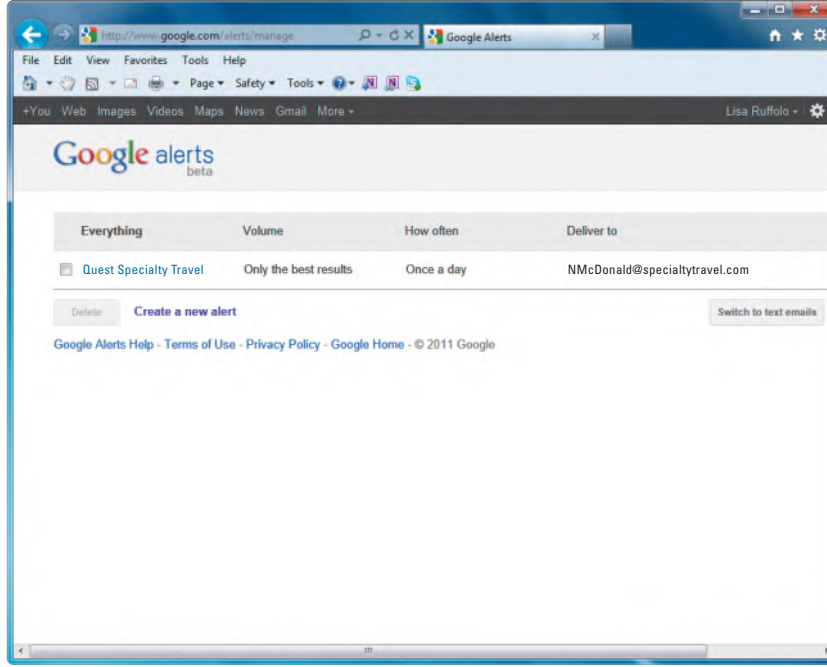 http://www.google.com/alerts/manage Google Alerts
File Edit View Favorites Tools Help
Page Safety Tools
+You Web Images Videos Maps News Gmail More Lisa Ruffolo
Google alerts
beta
Everything Volume How often Deliver to
Quest Specialty Travel Only the best results Once a day NMcDonald@specialtytravel.com
Delete Create a new alert Switch to text emails
Google Alerts Help - Terms of Use - Privacy Policy - Google Home - © 2011 Google